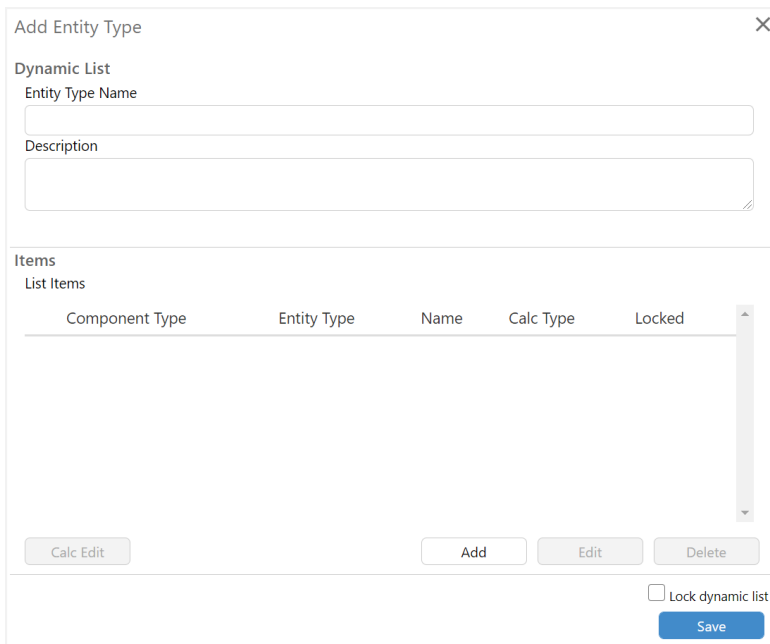 Add Entity Type
Dynamic List
Entity Type Name
Description
Items
List Items
Component Type Entity Type Name Calc Type Locked
Calc Edit Add Edit Delete
Lock dynamic list
Save